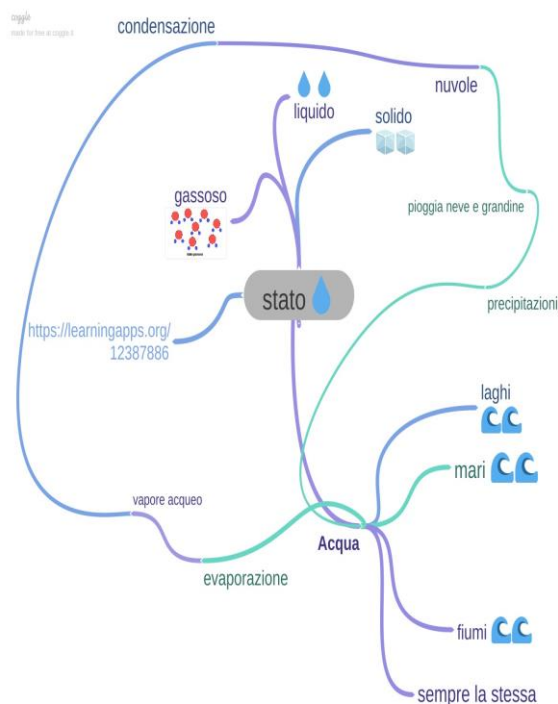 coggle
made for free at coggle.it
condensazione
nuvole
liquido
solido
gassoso
pioggia neve e grandine
stato
precipitazioni
https://learningapps.org/
12387886
laghi
mari
vapore acqueo
Acqua
evaporazione
fiumi
sempre la stessa